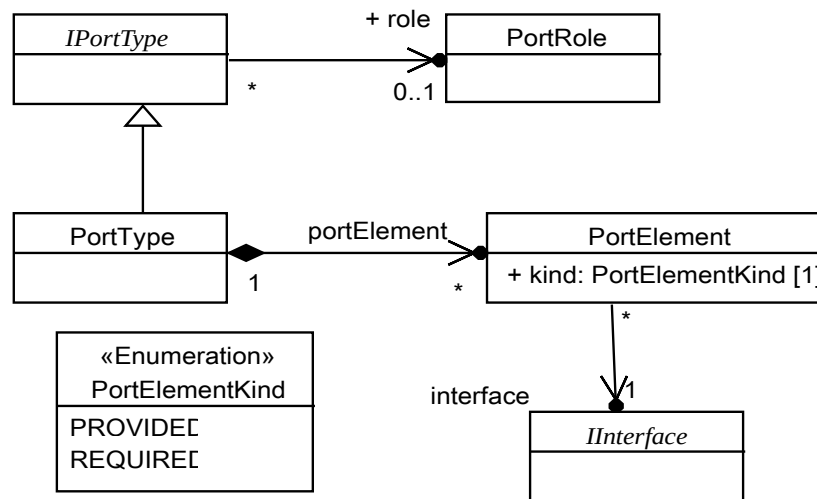 + role
IPortType
PortRole
*
0..1
PortType
portElement
PortElement
+ kind: PortElementKind [1]
1
*
*
«Enumeration»
PortElementKind
PROVIDED
REQUIRED
interface
1
IInterface